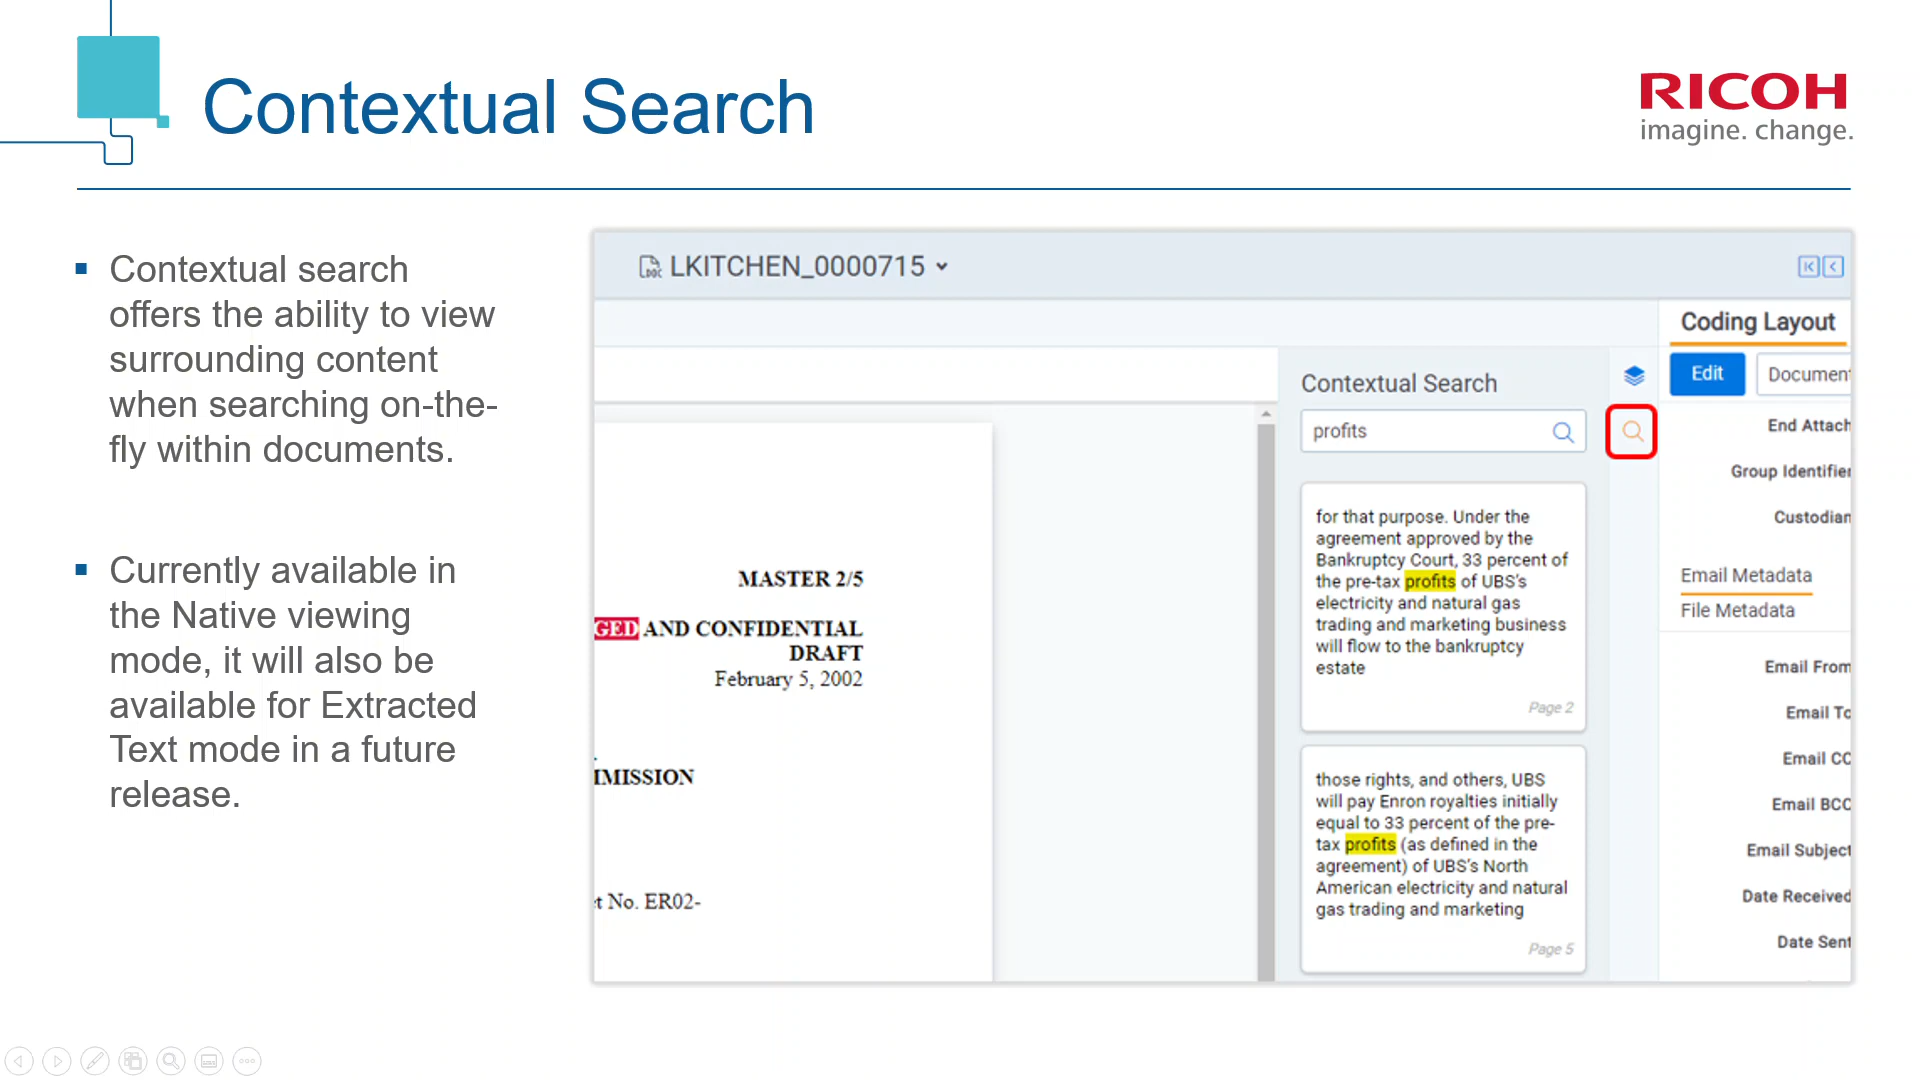 Contextual Search
RICOH
imagine. change.
Contextual search
offers the ability to view
surrounding content
when searching on-the-
fly within documents.
Currently available in
the Native viewing
mode, it will also be
available for Extracted
Text mode in a future
release.
LKITCHEN_0000715
MASTER 2/5
GED AND CONFIDENTIAL
DRAFT
February 5, 2002
IMISSION
et No. ER02-
Contextual Search
profits
for that purpose. Under the
agreement approved by the
Bankruptcy Court, 33 percent of
the pre-tax profits of UBS's
electricity and natural gas
trading and marketing business
will flow to the bankruptcy
estate
Page 2
those rights, and others, UBS
will pay Enron royalties initially
equal to 33 percent of the pre-
tax profits (as defined in the
agreement) of UBS's North
American electricity and natural
gas trading and marketing
Page 5
Coding Layout
Edit
Document
End Attach
Group Identifier
Custodian
Email Metadata
File Metadata
Email From
Email To
Email CC
Email BCC
Email Subject
Date Received
Date Sent